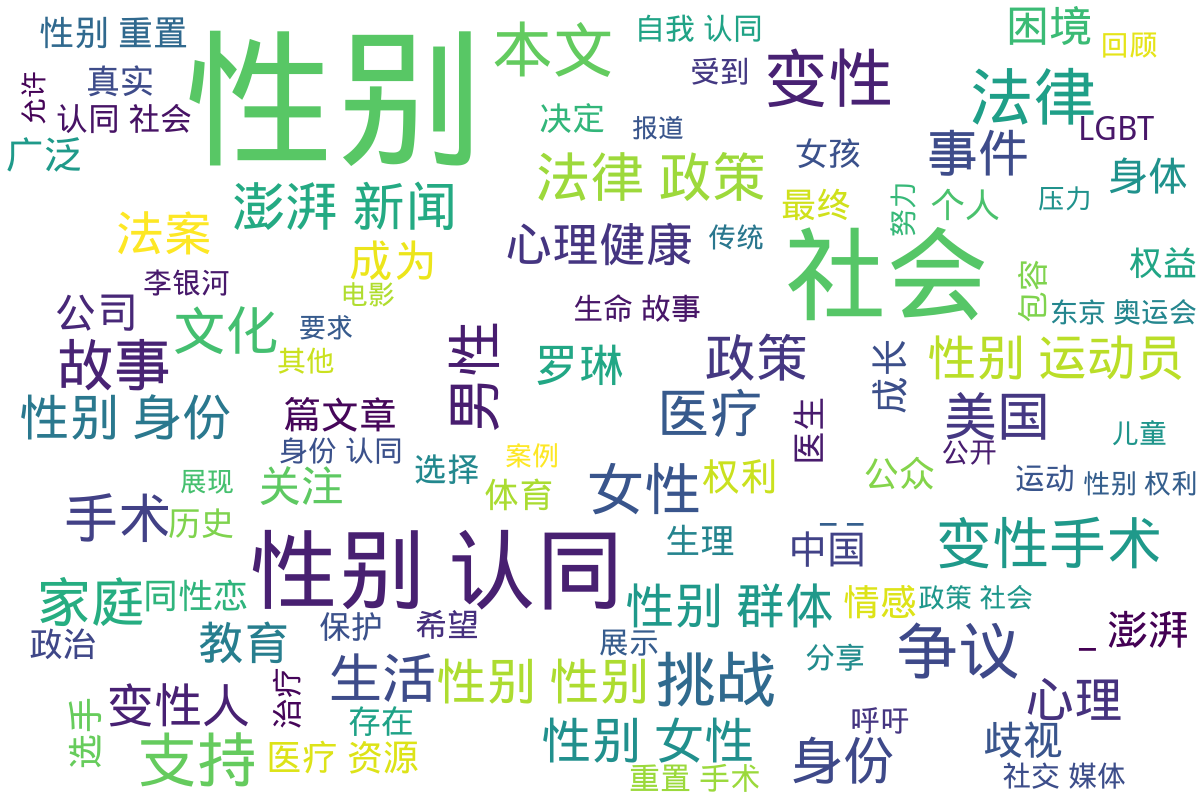 性别 重置
性别
本文
自我 认同
困境
回顾
真实
受到
变性
法律
允许
认同 社会
决定
报道
LGBT
广泛
法律 政策
女孩
事件
身体
澎湃 新闻
最终
努力
个人
压力
法案
心理健康
传统
社会
成为
权益
李银河
电影
包容
公司
文化
要求
生命 故事
东京 奥运会
故事
其他
男性
罗琳
政策
成长
性别 运动员
性别 身份
篇文章
医疗
医生
美国
身份 认同
案例
儿童
公开
展现
关注
选择
体育
女性
权利
公众
运动
性别 权利
手术
历史
生理
_ _
中国
变性手术
性别 认同
家庭
同性恋
性别 群体
情感
政策 社会
政治
教育
保护
希望
展示
分享
争议
_ 澎湃
生活
性别 性别
挑战
变性人
治疗
心理
选手
存在
性别 女性
呼吁
支持
医疗 资源
身份
歧视
重置 手术
社交 媒体